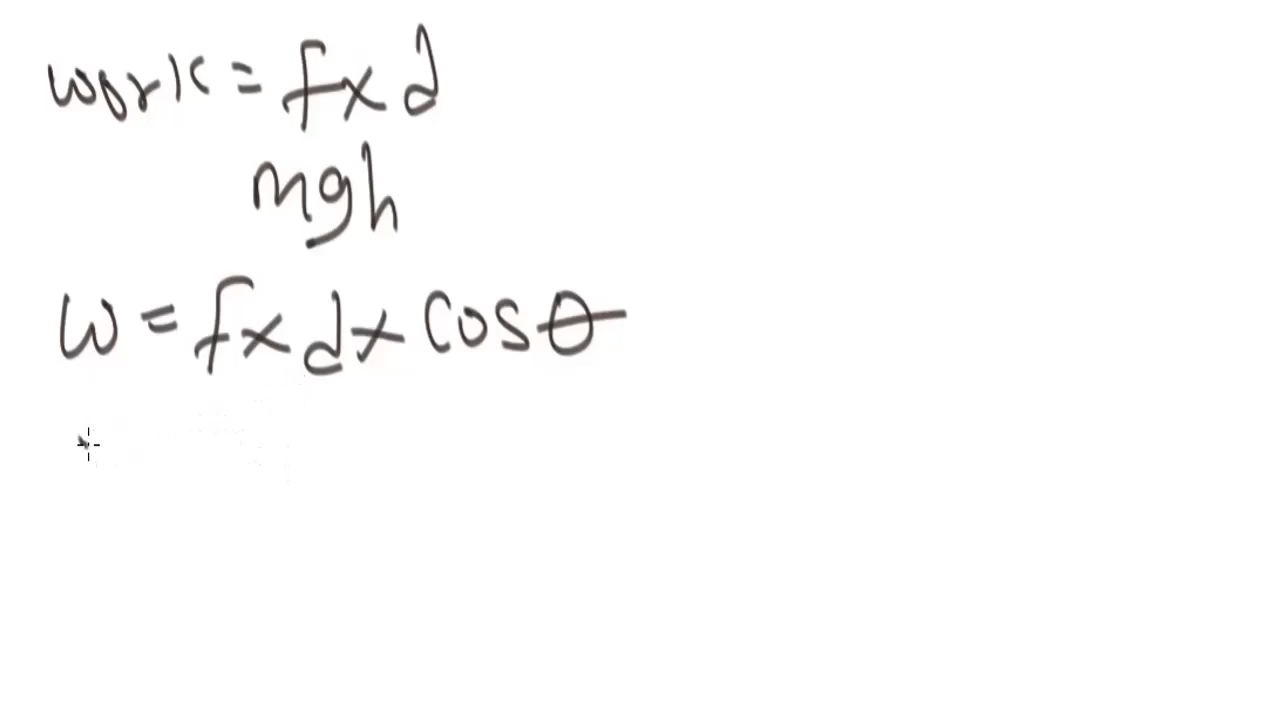 work = f x d
mgh
W = f x d x cos θ